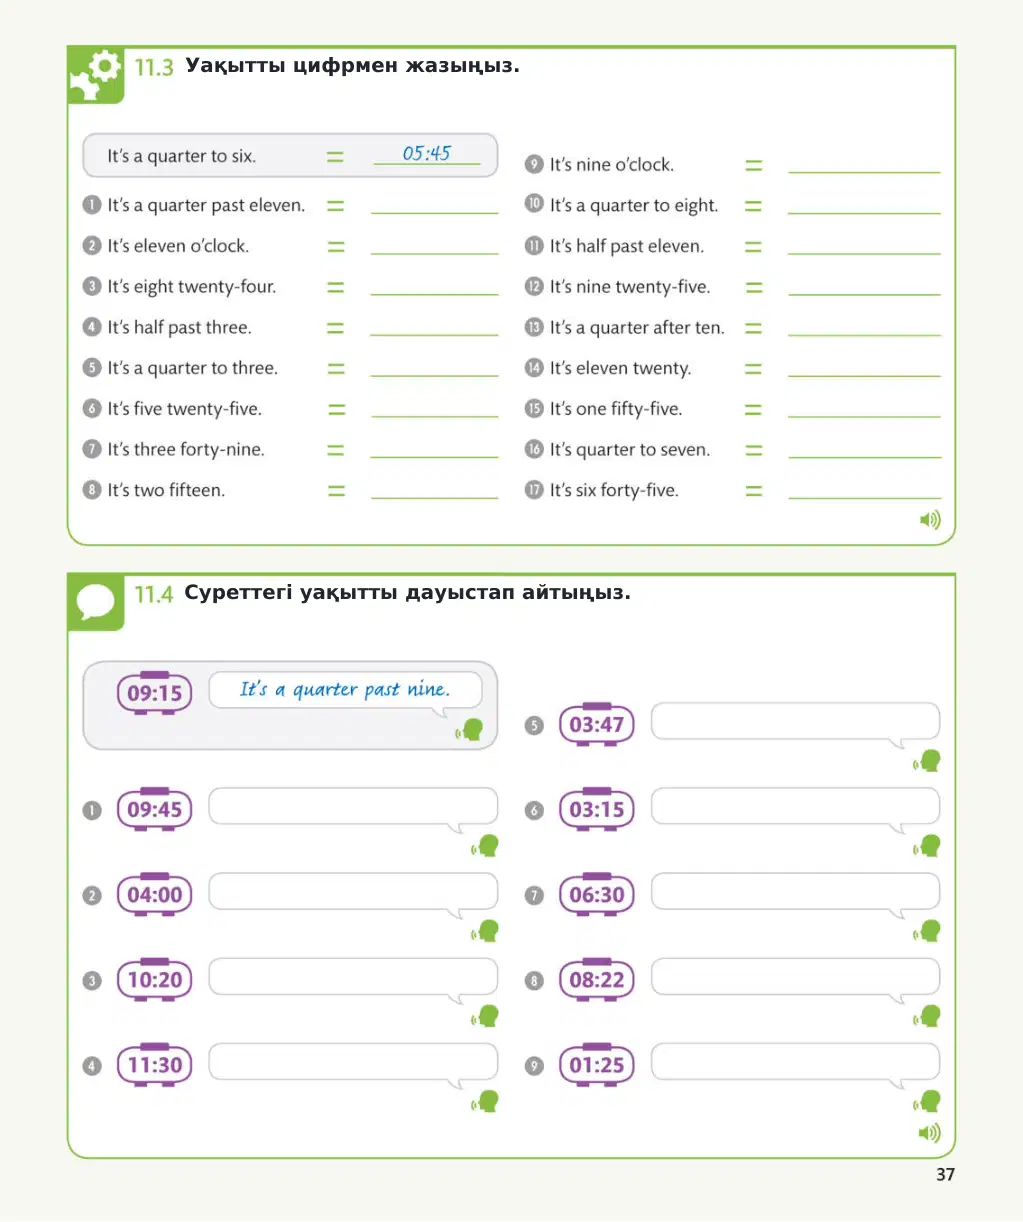 11.3 Уақытты цифрмен жазыңыз.
It's a quarter to six. = 05:45
1 It's a quarter past eleven. =
2 It's eleven o'clock. =
3 It's eight twenty-four. =
4 It's half past three. =
5 It's a quarter to three. =
6 It's five twenty-five. =
7 It's three forty-nine. =
8 It's two fifteen. =
9 It's nine o'clock. =
10 It's a quarter to eight. =
11 It's half past eleven. =
12 It's nine twenty-five. =
13 It's a quarter after ten. =
14 It's eleven twenty. =
15 It's one fifty-five. =
16 It's quarter to seven. =
17 It's six forty-five. =
11.4 Суреттегі уақытты дауыстап айтыңыз.
09:15 It's a quarter past nine.
1 09:45
2 04:00
3 10:20
4 11:30
5 03:47
6 03:15
7 06:30
8 08:22
9 01:25
37